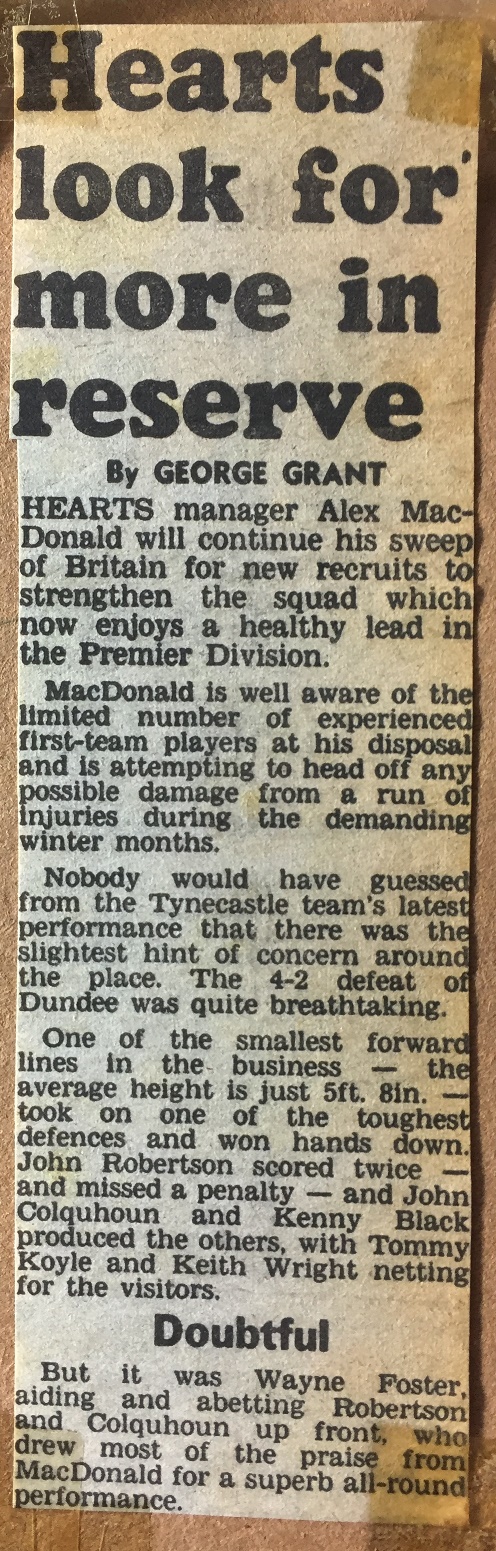 Hearts
look for
more in
reserve
By GEORGE GRANT
HEARTS manager Alex Mac-
Donald will continue his sweep
of Britain for new recruits to
strengthen the squad which
now enjoys a healthy lead in
the Premier Division.
MacDonald is well aware of the
limited number of experienced
first-team players at his disposal
and is attempting to head off any
possible damage from a run of
injuries during the demanding
winter months.
Nobody would have guessed
from the Tynecastle team's latest
performance that there was the
slightest hint of concern around
the place. The 4-2 defeat of
Dundee was quite breathtaking.
One of the smallest forward
lines in the business — the
average height is just 5ft. 8in. —
took on one of the toughest
defences and won hands down.
John Robertson scored twice —
and missed a penalty — and John
Colquhoun and Kenny Black
produced the others, with Tommy
Koyle and Keith Wright netting
for the visitors.
Doubtful
But it was Wayne Foster,
aiding and abetting Robertson
and Colquhoun up front, who
drew most of the praise from
MacDonald for a superb all-round
performance.